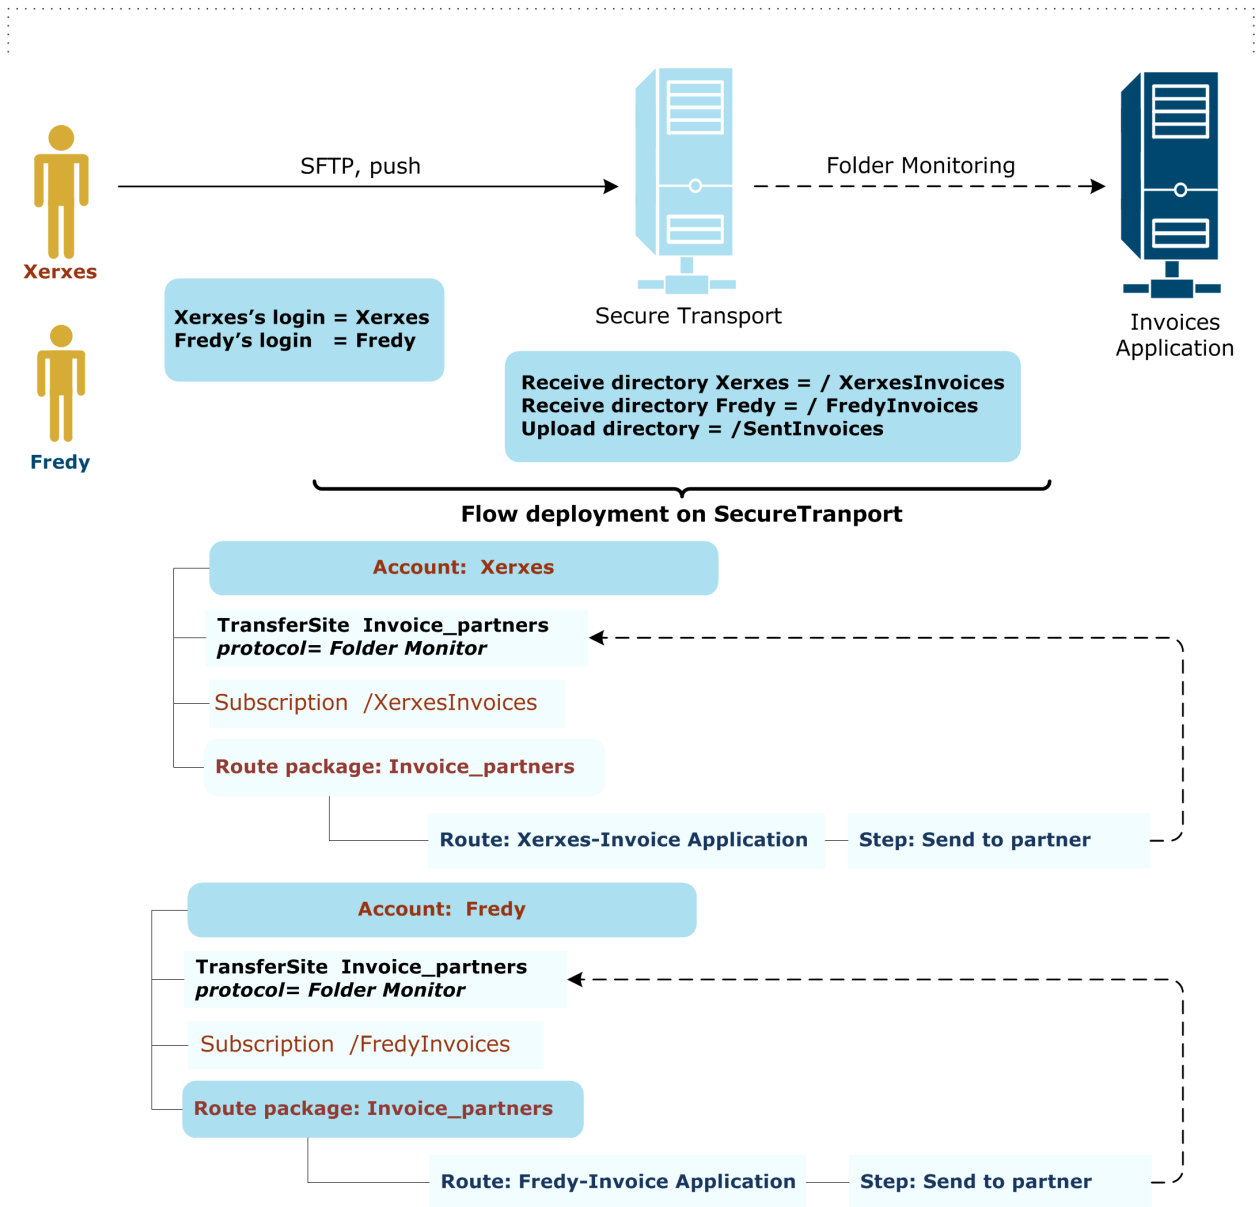 SFTP, push
Folder Monitoring
Xerxes
Xerxes's login = Xerxes
Fredy's login = Fredy
Secure Transport
Invoices
Application
Fredy
Receive directory Xerxes = / XerxesInvoices
Receive directory Fredy = / FredyInvoices
Upload directory = /SentInvoices
Flow deployment on SecureTranport
Account: Xerxes
TransferSite Invoice_partners
protocol= Folder Monitor
Subscription /XerxesInvoices
Route package: Invoice_partners
Route: Xerxes-Invoice Application
Step: Send to partner
Account: Fredy
TransferSite Invoice_partners
protocol= Folder Monitor
Subscription /FredyInvoices
Route package: Invoice_partners
Route: Fredy-Invoice Application
Step: Send to partner